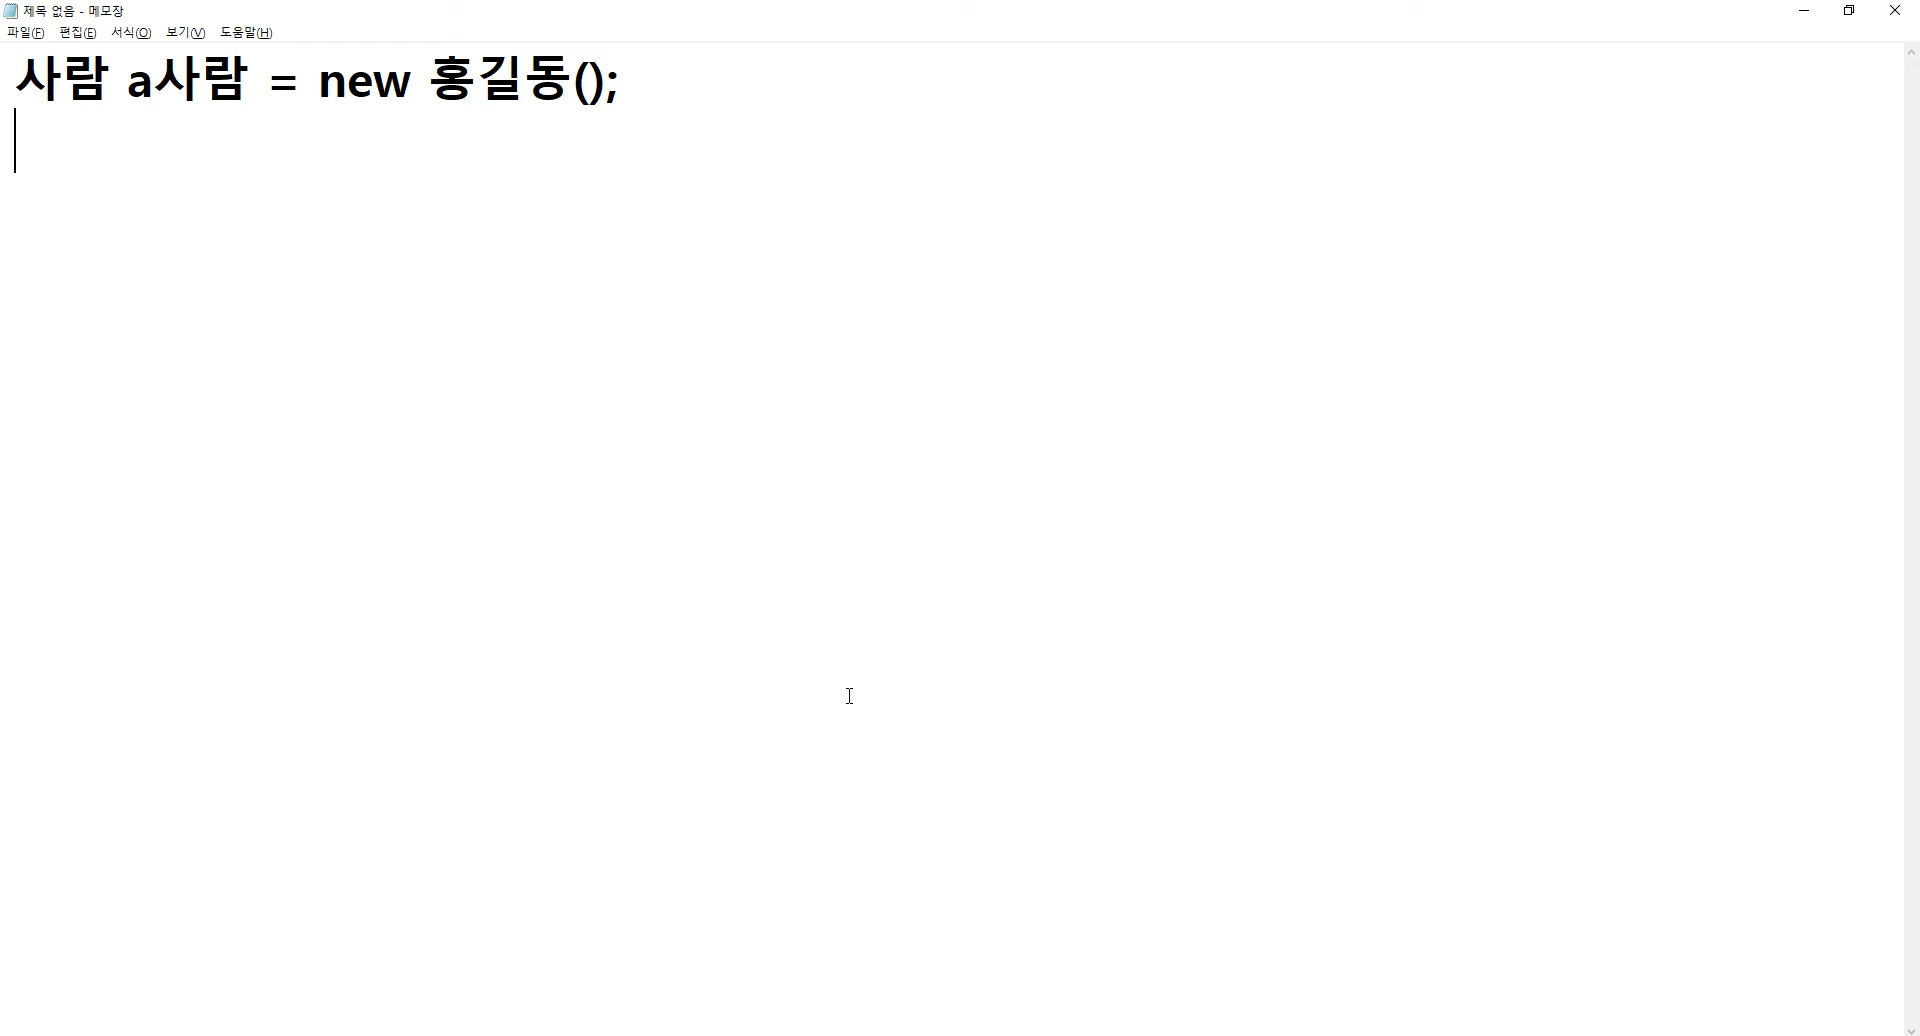 제목 없음 - 메모장
파일(F) 편집(E) 서식(O) 보기(V) 도움말(H)
사람 a사람 = new 홍길동();